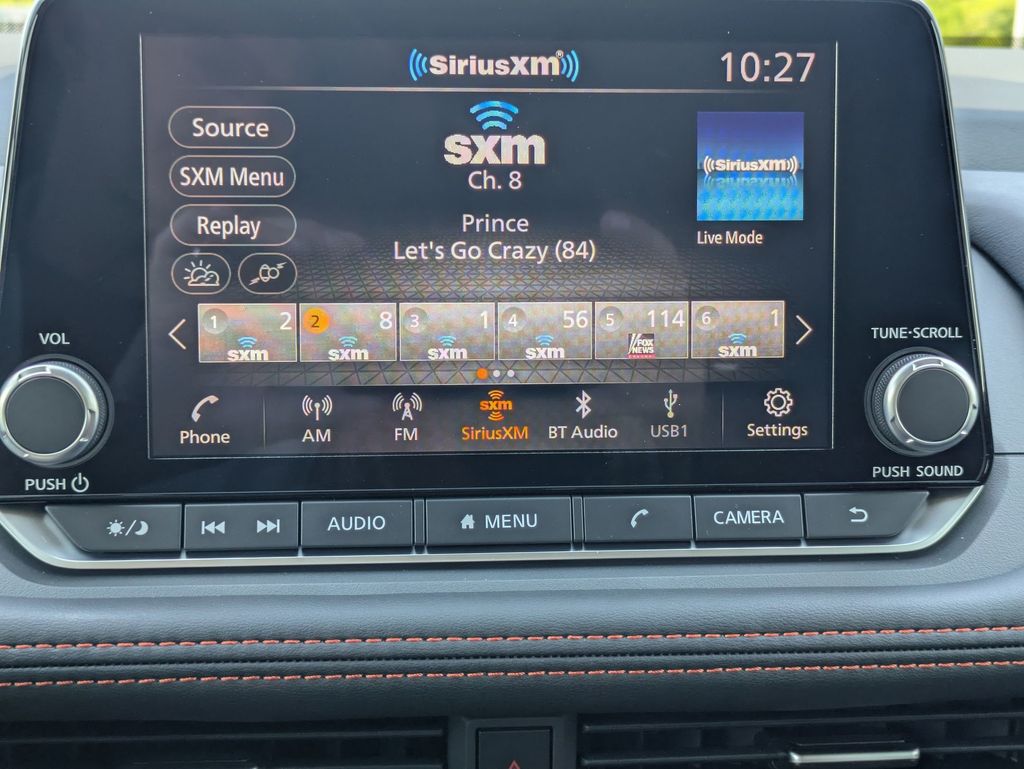 SiriusXM®
10:27
Source
SXM Menu
Replay
sxm
Ch. 8
Prince
Let's Go Crazy (84)
SiriusXM
Live Mode
1 2 sxm
2 8 sxm
3 1 sxm
4 56 sxm
5 114 FOX NEWS
6 1 sxm
Phone
AM
FM
sxm
SiriusXM
BT Audio
USB1
Settings
VOL
PUSH
TUNE·SCROLL
PUSH SOUND
AUDIO
MENU
CAMERA